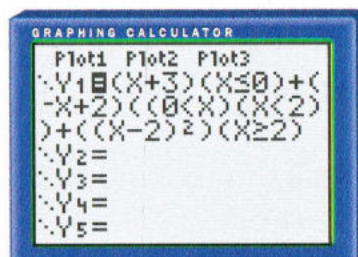 GRAPHING CALCULATOR
Plot1 Plot2 Plot3
⋱Y1=(X+3)(X≤0)+(
-X+2)((0<X)(X<2)
)+((X-2)²)(X≥2)
⋱Y2=
⋱Y3=
⋱Y4=
⋱Y5=